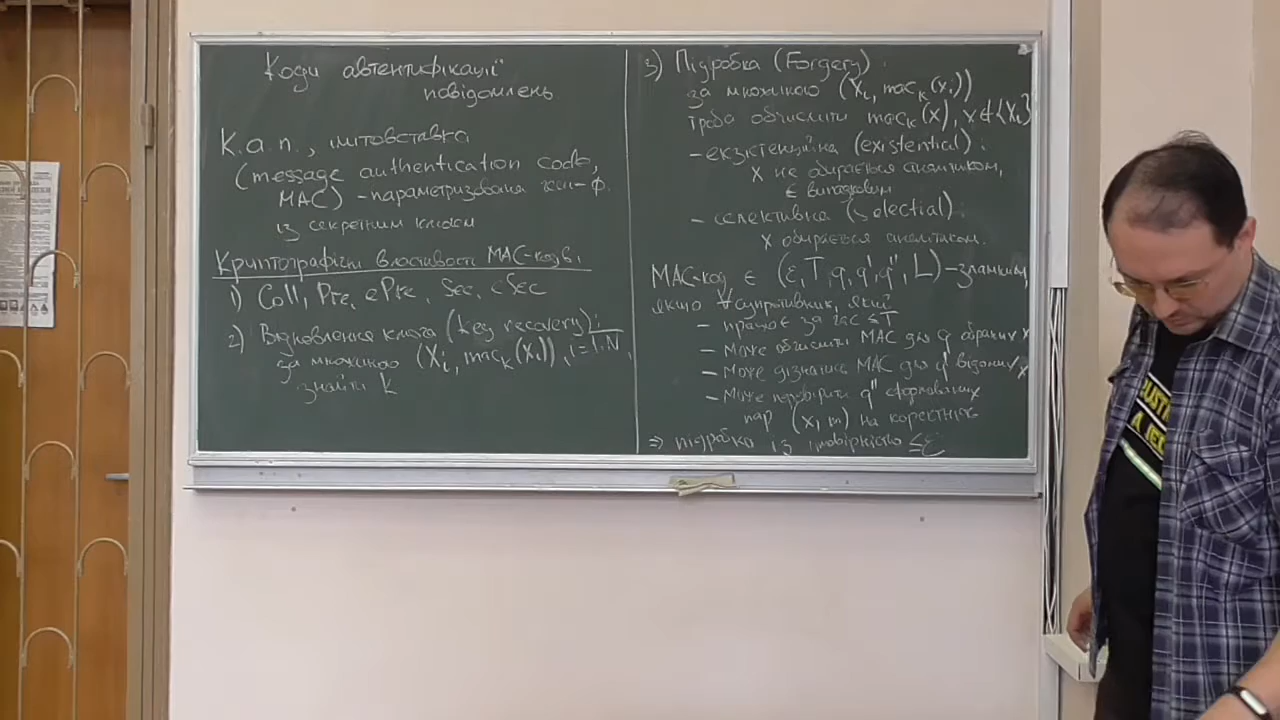 Коди автентифікації
повідомлень
К.а.п., імітовставка
(message authentication code,
MAC) - параметризована геш-ф.
із секретним ключем
Криптографічні властивості MAC-кодів.
1) Coll, Pre, ePre, Sec, eSec
2) Відновлення ключа (key recovery):
за множиною (Xᵢ, macₖ(xᵢ)), i=1,N,
знайти k
3) Підробка (Forgery):
за множиною (Xᵢ, macₖ(xᵢ))
треба обчислити macₖ(x), x∉{Xᵢ}
- екзистенційна (existential):
x не обирається аналітиком,
є випадковим
- селективна (selectial):
x обирається аналітиком.
MAC-код є (ε, T, q, q', q'', L) - зламним,
якщо ∀ супротивник, який
- працює за час ≤T
- може обчислити MAC для q обраних x
- може дізнатись MAC для q' відомих x
- може перевірити q'' сформованих
пар (x, m) на коректність
⇒ підробка із імовірністю ≤ε